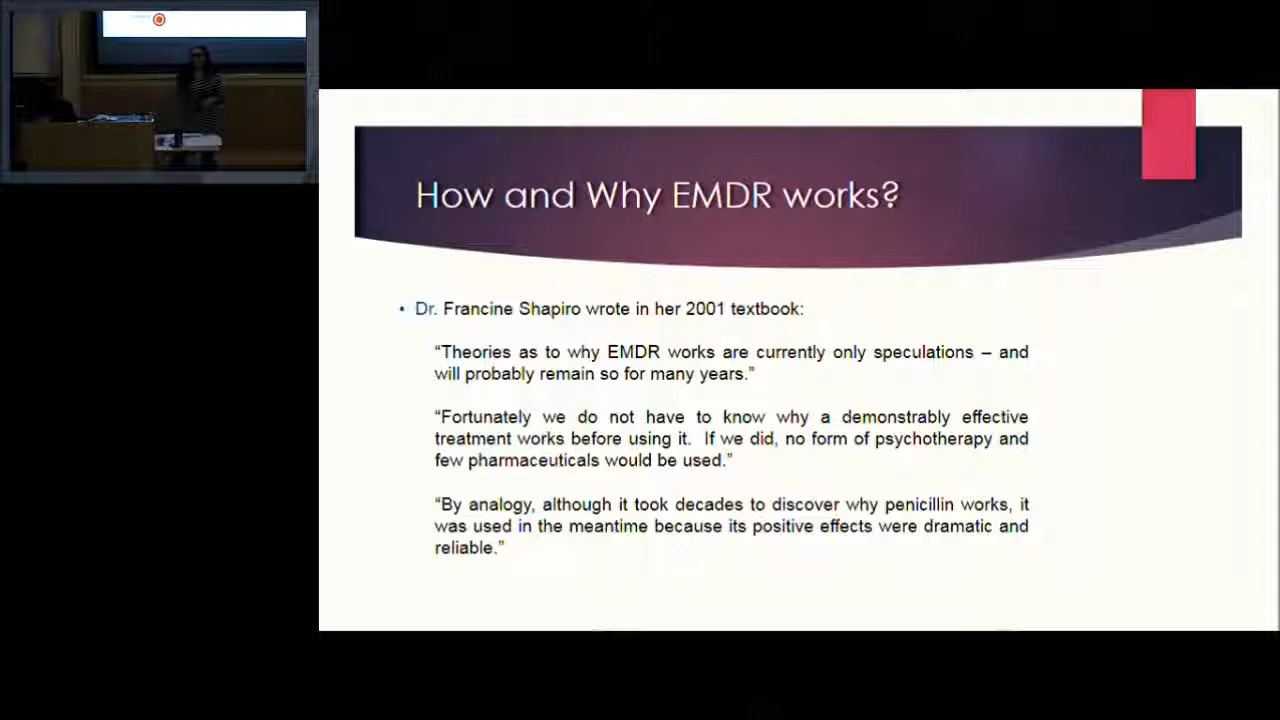 How and Why EMDR works?
• Dr. Francine Shapiro wrote in her 2001 textbook:
“Theories as to why EMDR works are currently only speculations – and
will probably remain so for many years.”
“Fortunately we do not have to know why a demonstrably effective
treatment works before using it.  If we did, no form of psychotherapy and
few pharmaceuticals would be used.”
“By analogy, although it took decades to discover why penicillin works, it
was used in the meantime because its positive effects were dramatic and
reliable.”